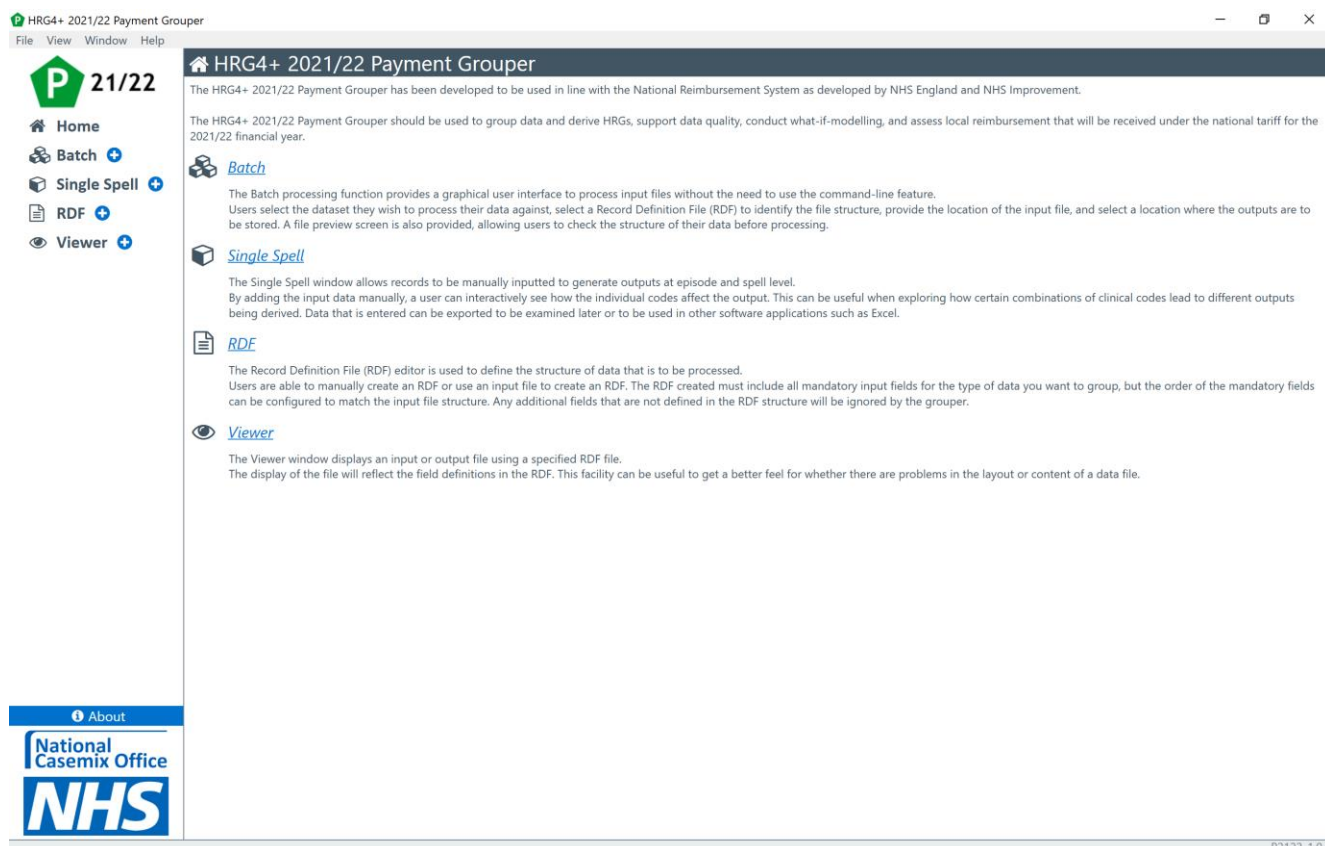 HRG4+ 2021/22 Payment Grouper
File View Window Help
P 21/22
Home
Batch
Single Spell
RDF
Viewer
HRG4+ 2021/22 Payment Grouper
The HRG4+ 2021/22 Payment Grouper has been developed to be used in line with the National Reimbursement System as developed by NHS England and NHS Improvement.
The HRG4+ 2021/22 Payment Grouper should be used to group data and derive HRGs, support data quality, conduct what-if-modelling, and assess local reimbursement that will be received under the national tariff for the
2021/22 financial year.
Batch
The Batch processing function provides a graphical user interface to process input files without the need to use the command-line feature.
Users select the dataset they wish to process their data against, select a Record Definition File (RDF) to identify the file structure, provide the location of the input file, and select a location where the outputs are to
be stored. A file preview screen is also provided, allowing users to check the structure of their data before processing.
Single Spell
The Single Spell window allows records to be manually inputted to generate outputs at episode and spell level.
By adding the input data manually, a user can interactively see how the individual codes affect the output. This can be useful when exploring how certain combinations of clinical codes lead to different outputs
being derived. Data that is entered can be exported to be examined later or to be used in other software applications such as Excel.
RDF
The Record Definition File (RDF) editor is used to define the structure of data that is to be processed.
Users are able to manually create an RDF or use an input file to create an RDF. The RDF created must include all mandatory input fields for the type of data you want to group, but the order of the mandatory fields
can be configured to match the input file structure. Any additional fields that are not defined in the RDF structure will be ignored by the grouper.
Viewer
The Viewer window displays an input or output file using a specified RDF file.
The display of the file will reflect the field definitions in the RDF. This facility can be useful to get a better feel for whether there are problems in the layout or content of a data file.
About
National
Casemix Office
NHS